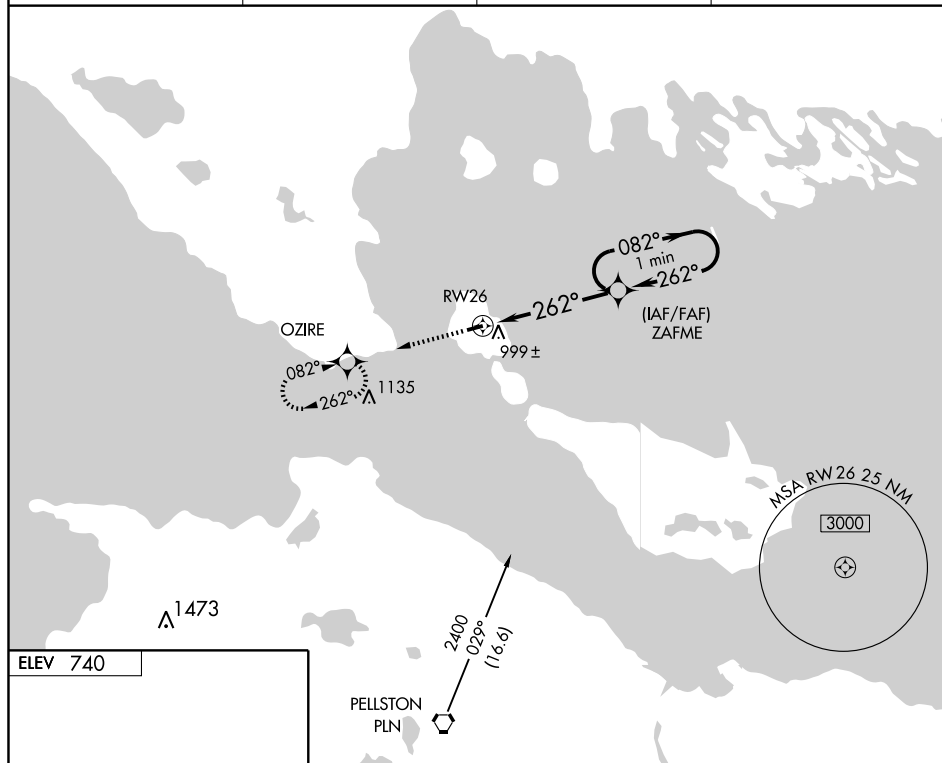 082°
1 min
262°
(IAF/FAF)
ZAFME
262°
RW26
999±
OZIRE
082°
262°
1135
MSA RW26 25 NM
3000
1473
2400
029°
(16.6)
PELLSTON
PLN
ELEV 740